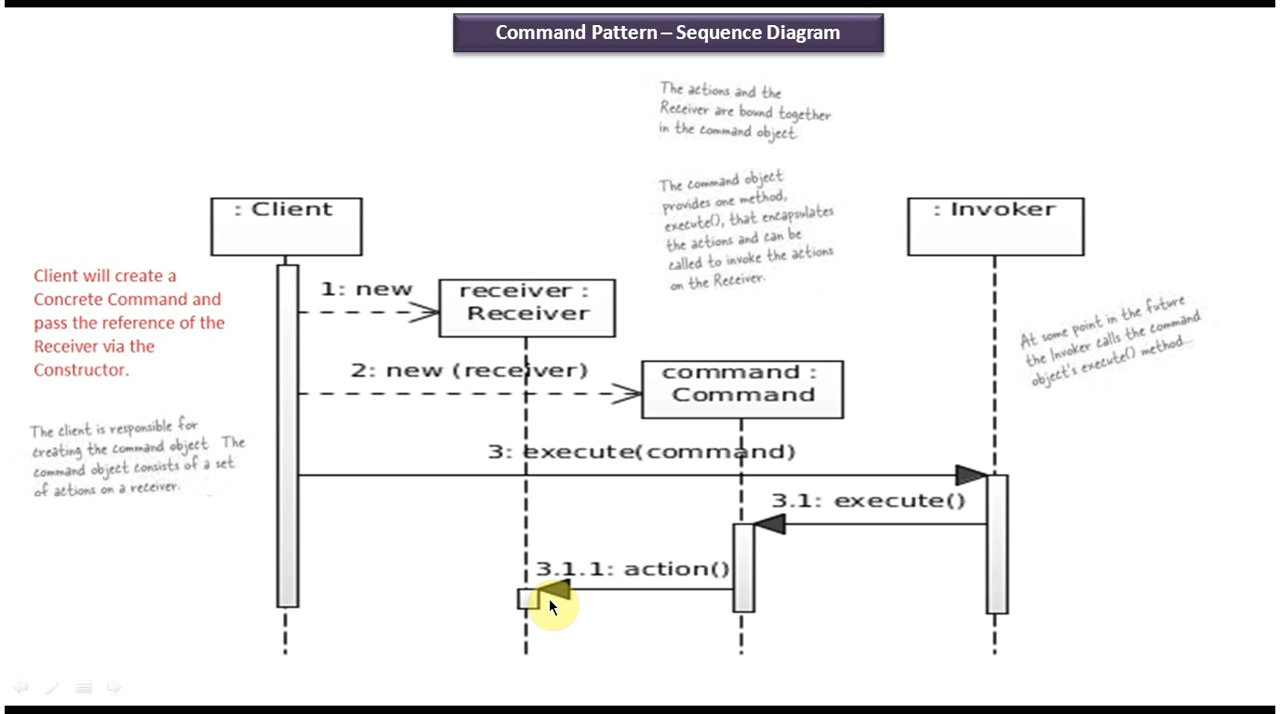 Command Pattern – Sequence Diagram
The actions and the
Receiver are bound together
in the command object
The command object
provides one method,
execute(), that encapsulates
the actions and can be
called to invoke the actions
on the Receiver.
: Client
: Invoker
Client will create a
Concrete Command and
pass the reference of the
Receiver via the
Constructor.
1: new
receiver :
Receiver
At some point in the future
the Invoker calls the command
object's execute() method...
2: new (receiver)
command :
Command
The client is responsible for
creating the command object The
command object consists of a set
of actions on a receiver.
3: execute(command)
3.1: execute()
3.1.1: action()